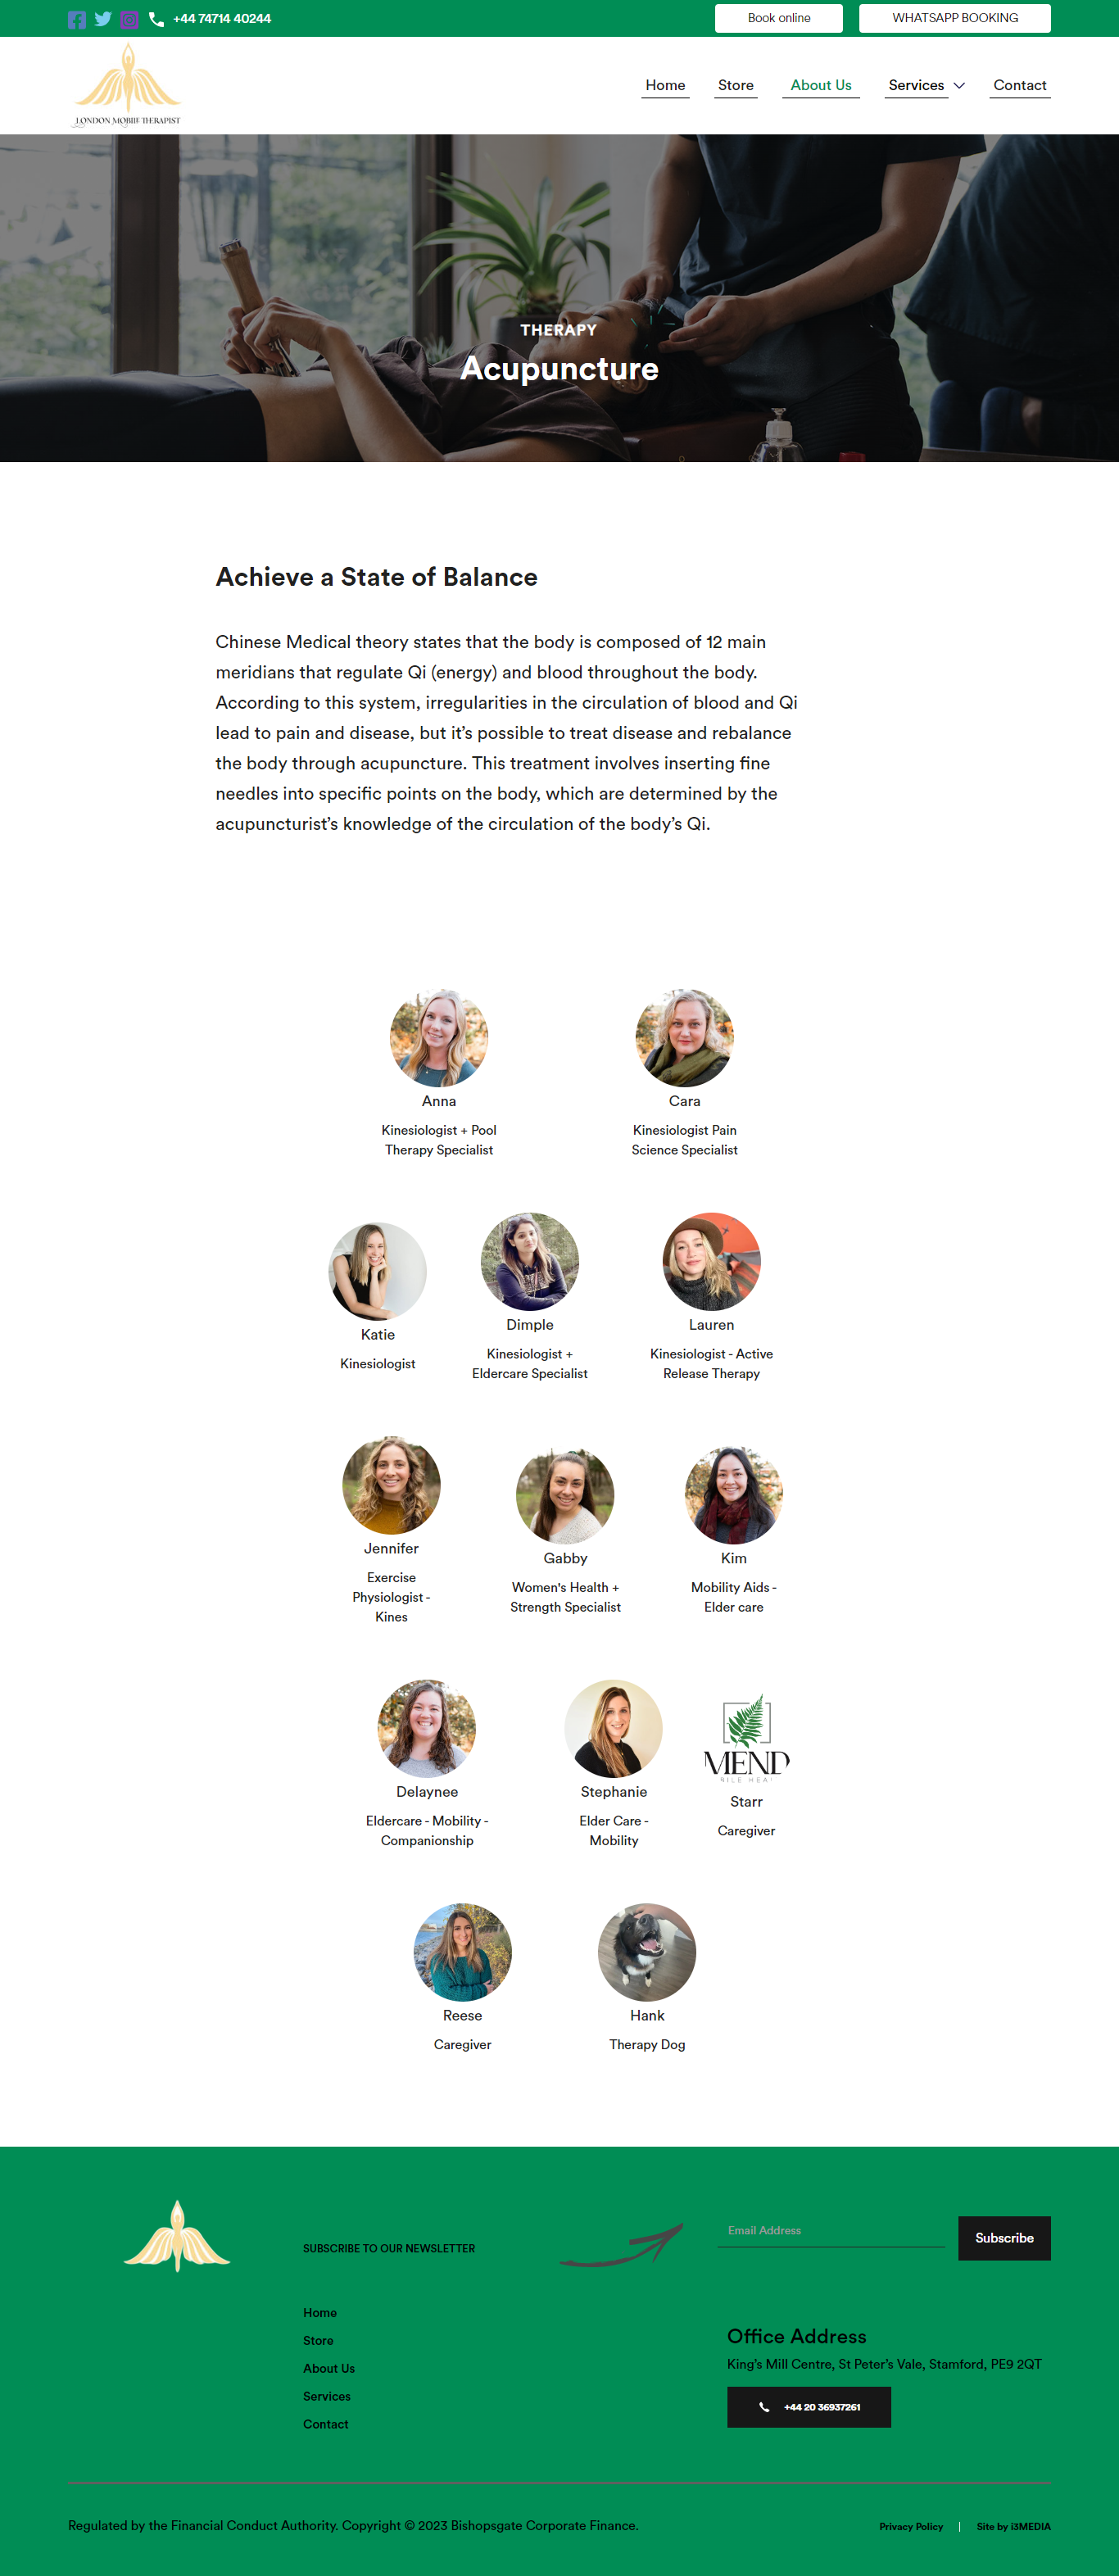 +44 74714 40244
Book online
WHATSAPP BOOKING
LONDON MOBILE THERAPIST
Home
Store
About Us
Services
Contact
THERAPY
Acupuncture
Achieve a State of Balance
Chinese Medical theory states that the body is composed of 12 main
meridians that regulate Qi (energy) and blood throughout the body.
According to this system, irregularities in the circulation of blood and Qi
lead to pain and disease, but it’s possible to treat disease and rebalance
the body through acupuncture. This treatment involves inserting fine
needles into specific points on the body, which are determined by the
acupuncturist’s knowledge of the circulation of the body’s Qi.
Anna
Kinesiologist + Pool
Therapy Specialist
Cara
Kinesiologist Pain
Science Specialist
Katie
Kinesiologist
Dimple
Kinesiologist +
Eldercare Specialist
Lauren
Kinesiologist - Active
Release Therapy
Jennifer
Exercise
Physiologist -
Kines
Gabby
Women's Health +
Strength Specialist
Kim
Mobility Aids -
Elder care
Delaynee
Eldercare - Mobility -
Companionship
Stephanie
Elder Care -
Mobility
MEND
Starr
Caregiver
Reese
Caregiver
Hank
Therapy Dog
SUBSCRIBE TO OUR NEWSLETTER
Email Address
Subscribe
Home
Store
About Us
Services
Contact
Office Address
King’s Mill Centre, St Peter’s Vale, Stamford, PE9 2QT
+44 20 36937261
Regulated by the Financial Conduct Authority. Copyright © 2023 Bishopsgate Corporate Finance.
Privacy Policy
Site by i3MEDIA